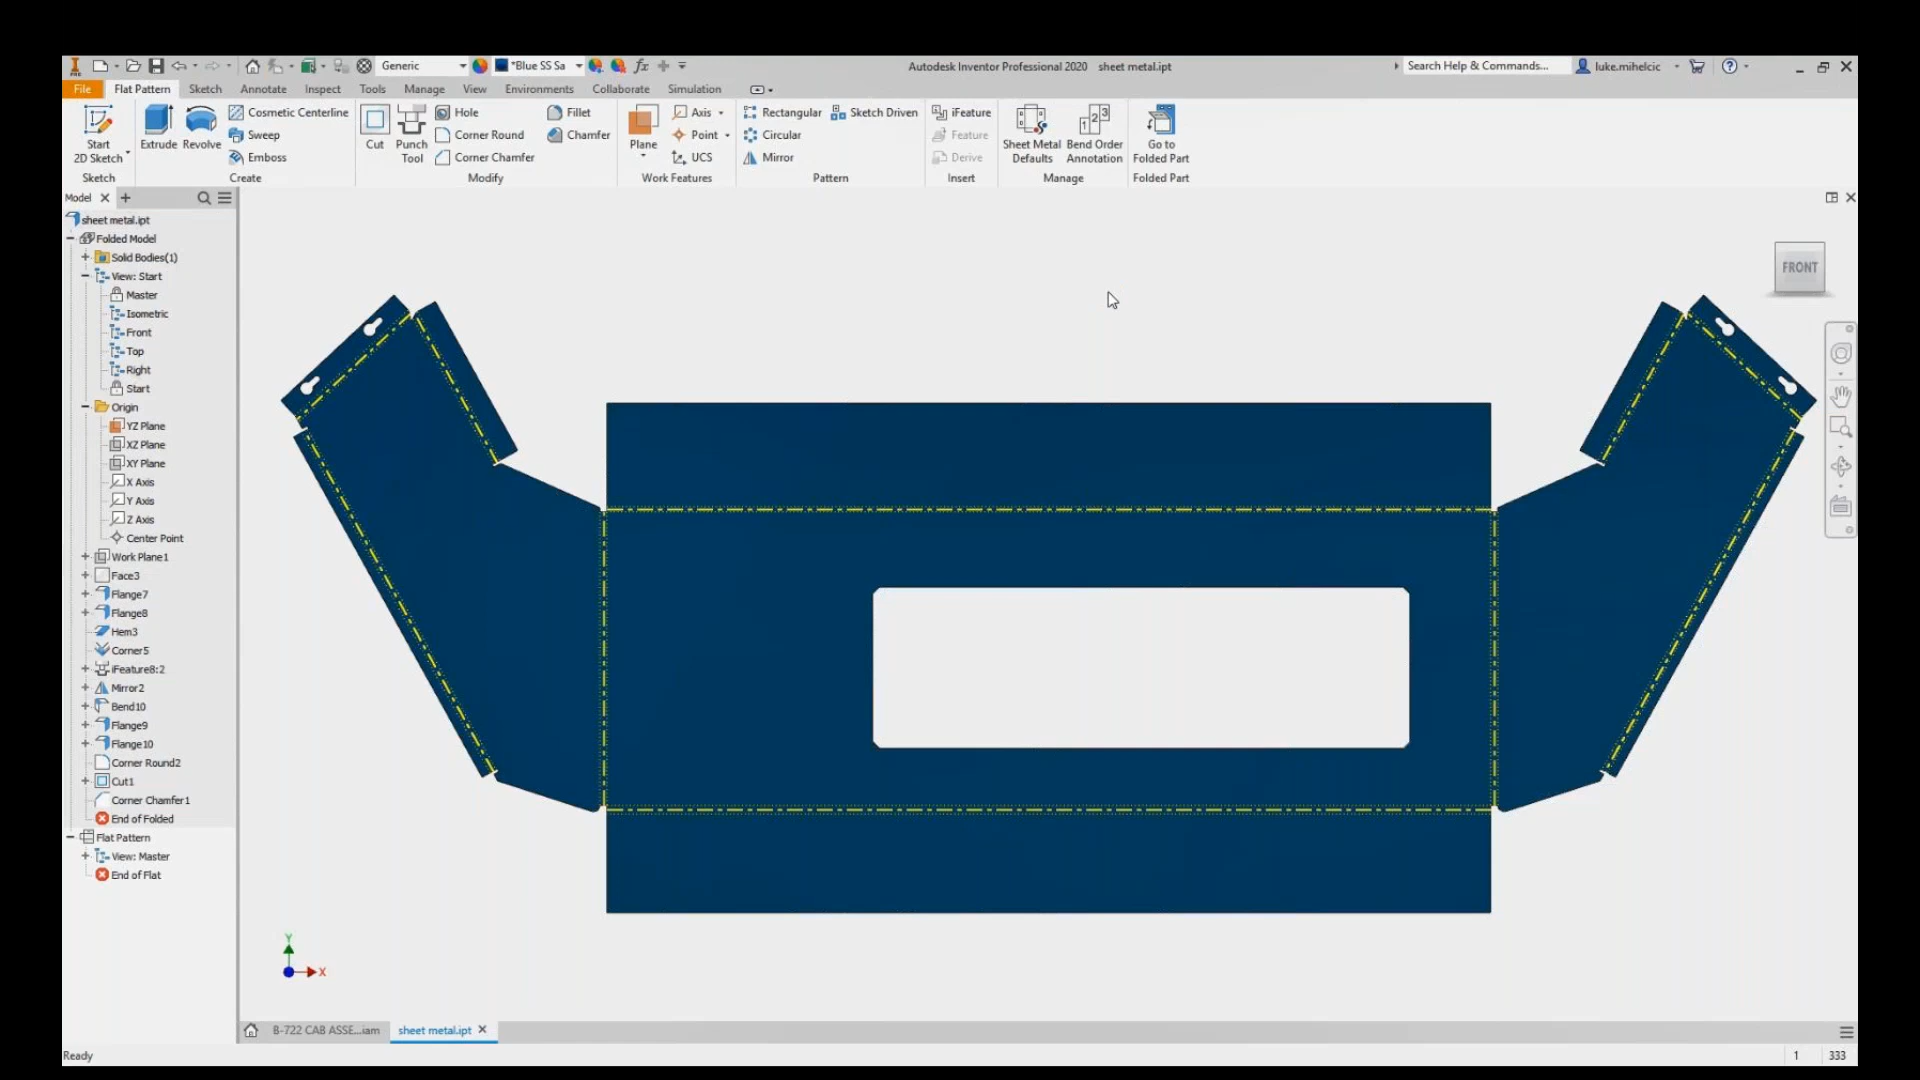 Generic
*Blue SS Sa
Autodesk Inventor Professional 2020 sheet metal.ipt
Search Help & Commands...
luke.mihelcic
File Flat Pattern Sketch Annotate Inspect Tools Manage View Environments Collaborate Simulation
Start
2D Sketch
Sketch
Extrude
Revolve
Cosmetic Centerline
Sweep
Emboss
Create
Cut
Punch
Tool
Hole
Corner Round
Corner Chamfer
Fillet
Chamfer
Modify
Plane
Axis
Point
UCS
Work Features
Rectangular
Circular
Mirror
Sketch Driven
Pattern
iFeature
Feature
Derive
Insert
Sheet Metal
Defaults
Bend Order
Annotation
Manage
Go to
Folded Part
Folded Part
Model
sheet metal.ipt
Folded Model
Solid Bodies(1)
View: Start
Master
Isometric
Front
Top
Right
Start
Origin
YZ Plane
XZ Plane
XY Plane
X Axis
Y Axis
Z Axis
Center Point
Work Plane1
Face3
Flange7
Flange8
Hem3
Corner5
iFeature8:2
Mirror2
Bend10
Flange9
Flange10
Corner Round2
Cut1
Corner Chamfer1
End of Folded
Flat Pattern
View: Master
End of Flat
FRONT
Y
X
B-722 CAB ASSE...iam
sheet metal.ipt
Ready
1 333